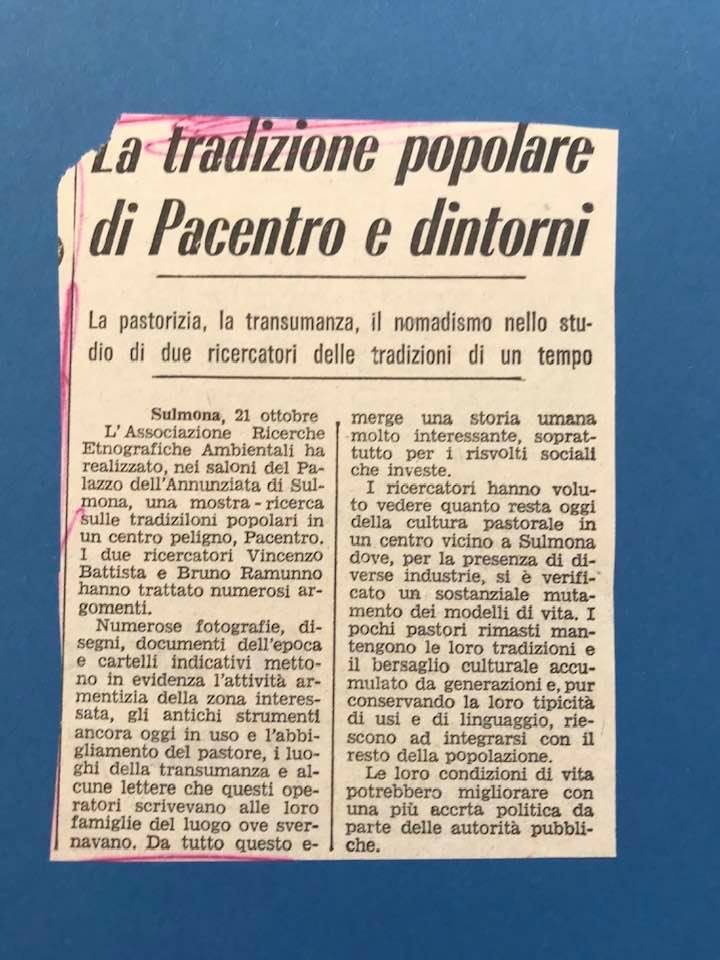 La tradizione popolare
di Pacentro e dintorni
La pastorizia, la transumanza, il nomadismo nello stu-
dio di due ricercatori delle tradizioni di un tempo
Sulmona, 21 ottobre
L'Associazione Ricerche
Etnografiche Ambientali ha
realizzato, nei saloni del Pa-
lazzo dell'Annunziata di Sul-
mona, una mostra-ricerca
sulle tradiziloni popolari in
un centro peligno, Pacentro.
I due ricercatori Vincenzo
Battista e Bruno Ramunno
hanno trattato numerosi ar-
gomenti.
Numerose fotografie, di-
segni, documenti dell'epoca
e cartelli indicativi metto-
no in evidenza l'attività ar-
mentizia della zona interes-
sata, gli antichi strumenti
ancora oggi in uso e l'abbi-
gliamento del pastore, i luo-
ghi della transumanza e al-
cune lettere che questi ope-
ratori scrivevano alle loro
famiglie del luogo ove sver-
navano. Da tutto questo e-
merge una storia umana
molto interessante, soprat-
tutto per i risvolti sociali
che investe.
I ricercatori hanno volu-
to vedere quanto resta oggi
della cultura pastorale in
un centro vicino a Sulmona
dove, per la presenza di di-
verse industrie, si è verifi-
cato un sostanziale muta-
mento dei modelli di vita. I
pochi pastori rimasti man-
tengono le loro tradizioni e
il bersaglio culturale accu-
mulato da generazioni e, pur
conservando la loro tipicità
di usi e di linguaggio, rie-
scono ad integrarsi con il
resto della popolazione.
Le loro condizioni di vita
potrebbero migliorare con
una più accrta politica da
parte delle autorità pubbli-
che.